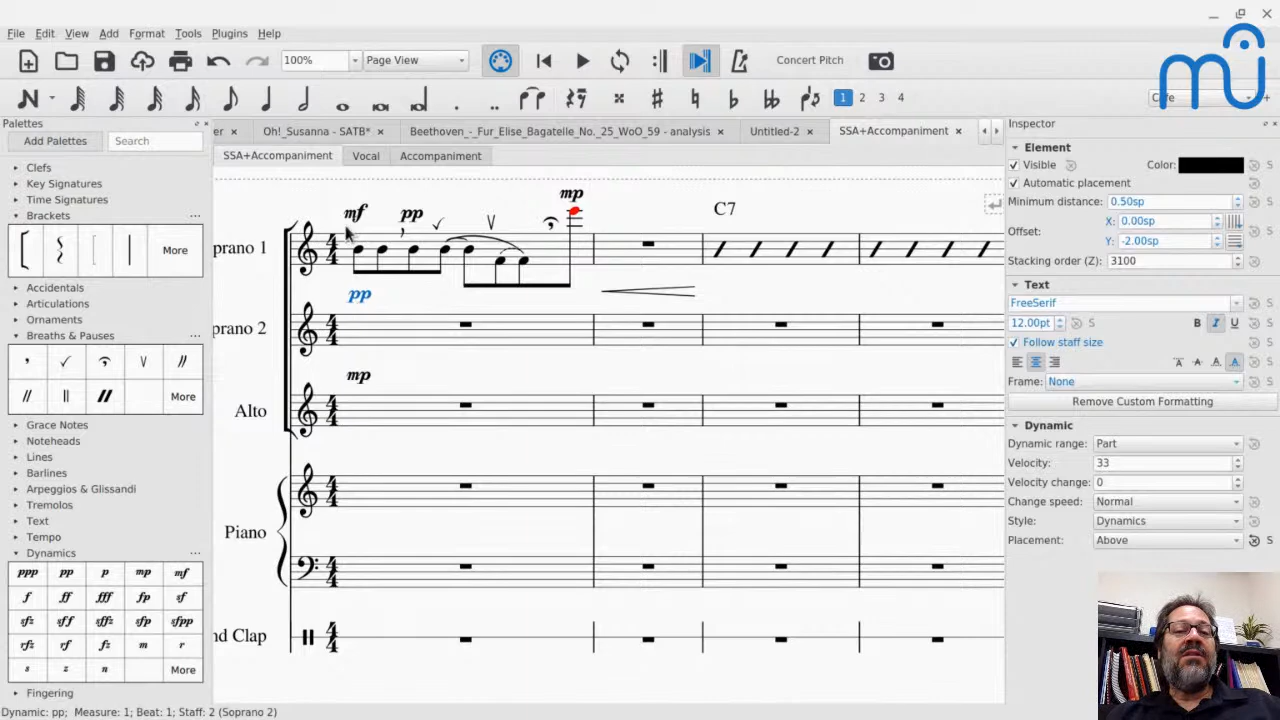 File Edit View Add Format Tools Plugins Help
100% Page View Concert Pitch
1 2 3 4
Palettes
Add Palettes Search
Clefs
Key Signatures
Time Signatures
Brackets ...
More
Accidentals
Articulations
Ornaments
Breaths & Pauses ...
More
Grace Notes
Noteheads
Lines
Barlines
Arpeggios & Glissandi
Tremolos
Text
Tempo
Dynamics ...
ppp pp p mp mf
f ff fff fp sf
sfz sff sffz sfp sfpp
rfz rf fz m r
s z n More
Fingering
er Oh!_Susanna - SATB* Beethoven_-_Fur_Elise_Bagatelle_No._25_WoO_59 - analysis Untitled-2 SSA+Accompaniment
SSA+Accompaniment Vocal Accompaniment
mf pp mp C7
prano 1
pp
prano 2
mp
Alto
Piano
nd Clap
Inspector
Element
Visible Color: S
Automatic placement
Minimum distance: 0.50sp S
Offset: X: 0.00sp
Y: -2.00sp S
Stacking order (Z): 3100
Text
FreeSerif S
12.00pt S B I U S
Follow staff size S
S
Frame: None S
Remove Custom Formatting
Dynamic
Dynamic range: Part
Velocity: 33
Velocity change: 0
Change speed: Normal
Style: Dynamics
Placement: Above S
Dynamic: pp; Measure: 1; Beat: 1; Staff: 2 (Soprano 2)